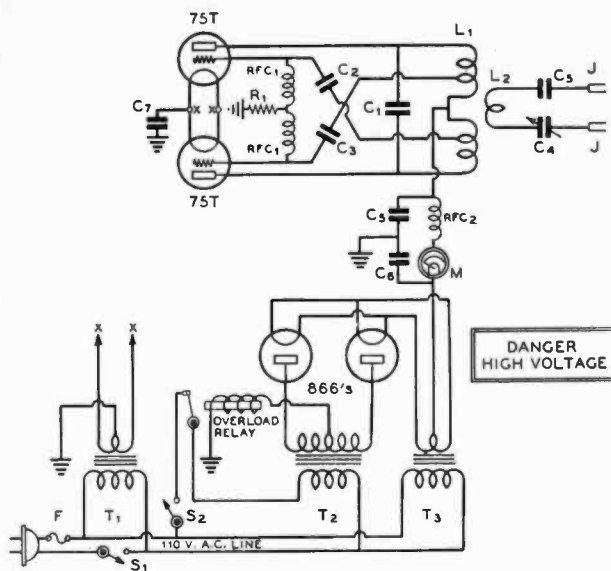 75T
L1
J
L2
C5
RFC1
C2
C7
x
x
R1
C1
RFC1
C3
C4
J
75T
C5
RFC2
C6
M
x
x
DANGER
HIGH VOLTAGE
866's
OVERLOAD
RELAY
F
T1
S2
T2
T3
110 V. A.C. LINE
S1